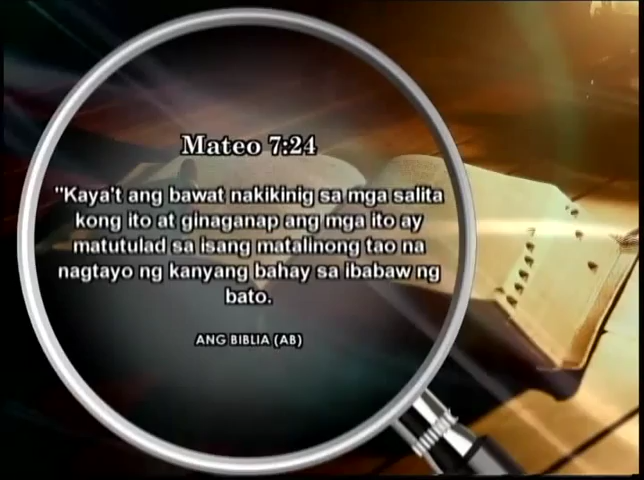 Mateo 7:24
"Kaya't ang bawat nakikinig sa mga salita
kong ito at ginaganap ang mga ito ay
matutulad sa isang matalinong tao na
nagtayo ng kanyang bahay sa ibabaw ng
bato.
ANG BIBLIA (AB)